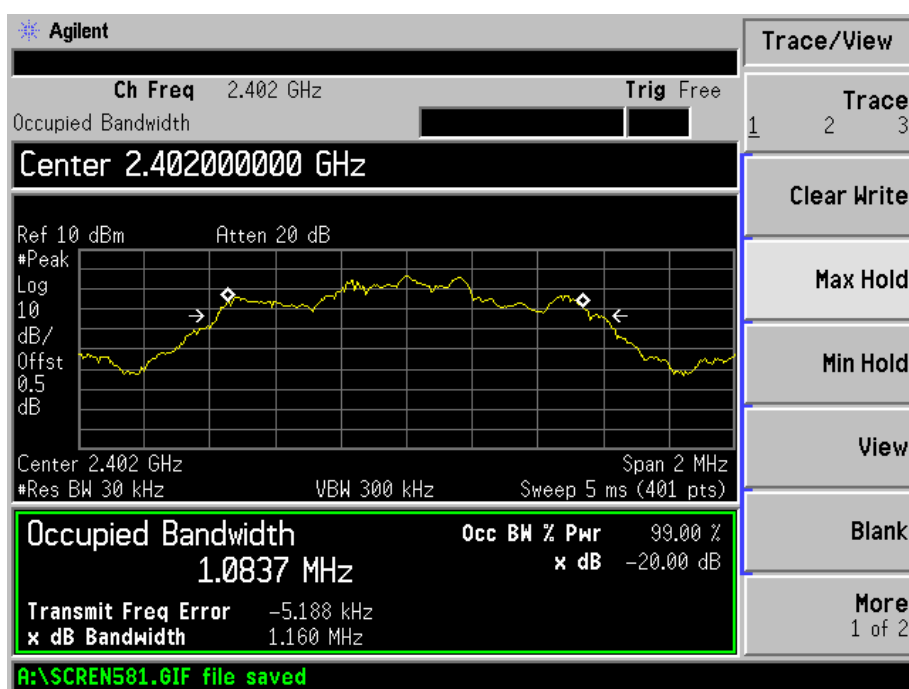 Agilent
Trace/View
Ch Freq 2.402 GHz Trig Free
Occupied Bandwidth
Trace
1 2 3
Center 2.402000000 GHz
Clear Write
Ref 10 dBm Atten 20 dB
#Peak
Log
10
dB/
Offst
0.5
dB
Max Hold
Min Hold
Center 2.402 GHz Span 2 MHz
#Res BW 30 kHz VBW 300 kHz Sweep 5 ms (401 pts)
View
Occupied Bandwidth
1.0837 MHz
Occ BW % Pwr 99.00 %
x dB -20.00 dB
Transmit Freq Error -5.188 kHz
x dB Bandwidth 1.160 MHz
Blank
More
1 of 2
A:\SCREN581.GIF file saved